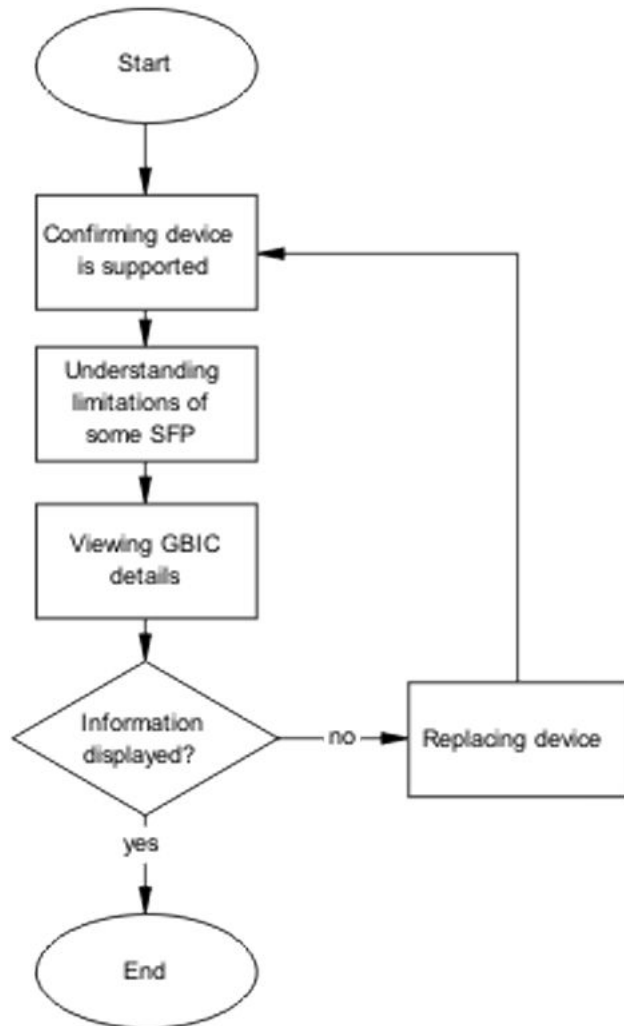 Start
Confirming device
is supported
Understanding
limitations of
some SFP
Viewing GBIC
details
Information
displayed?
no
Replacing device
yes
End